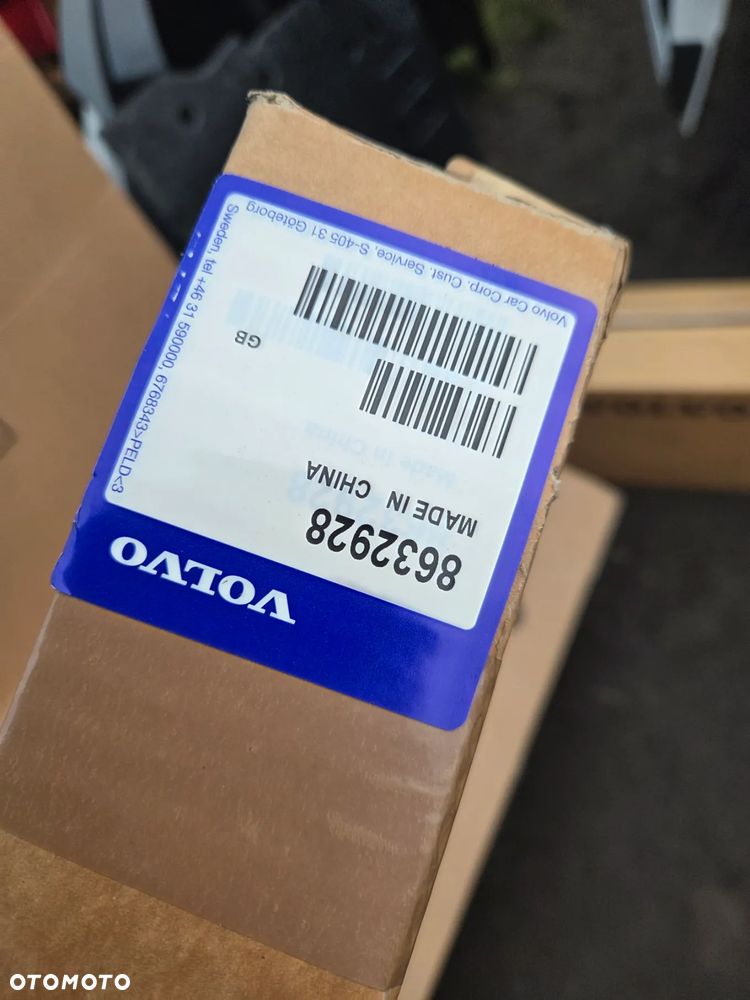 VOLVO
8632928
MADE IN CHINA
GB
Volvo Car Corp. Cust. Service, S-405 31 Göteborg
Sweden, tel +46 31 590000, 6768343>PELD<3
OTOMOTO